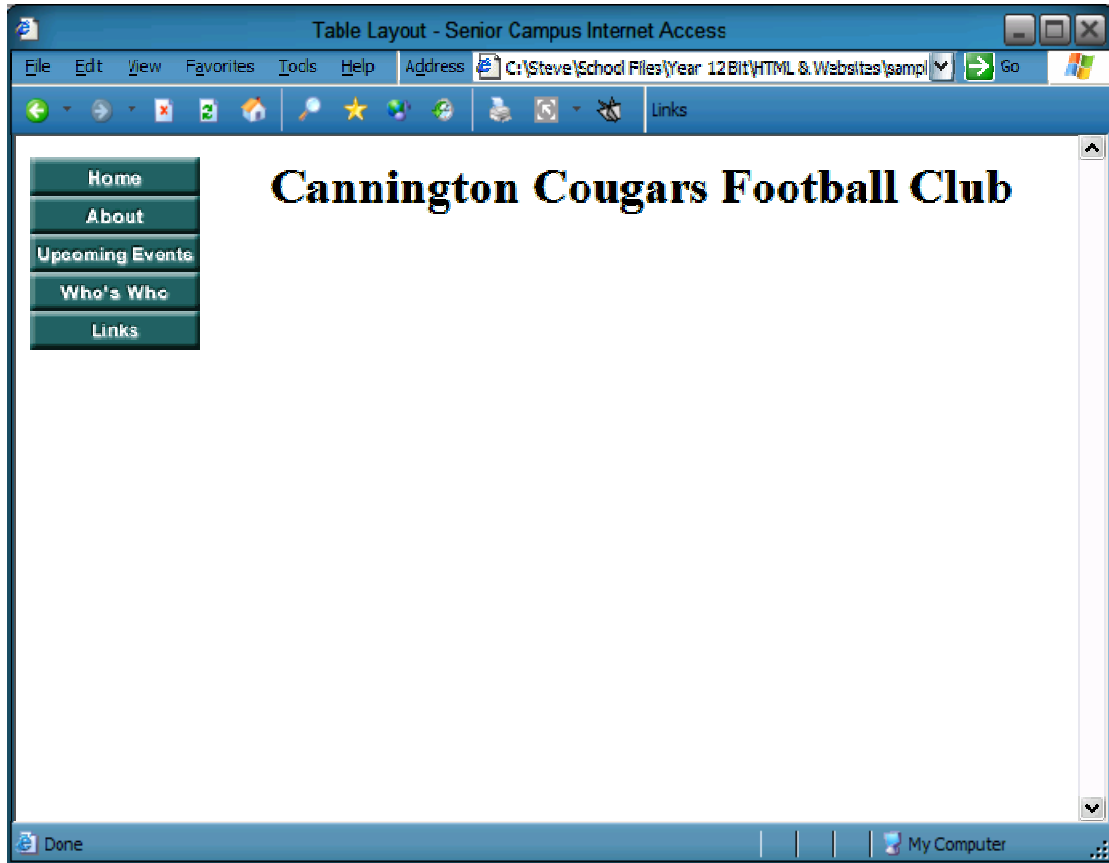 Table Layout - Senior Campus Internet Access
File Edit View Favorites Tools Help Address C:\Steve\School Files\Year 12 Bit\HTML & Websites\sampl Go
Links
Home
About
Upcoming Events
Who's Who
Links
Cannington Cougars Football Club
Done
My Computer